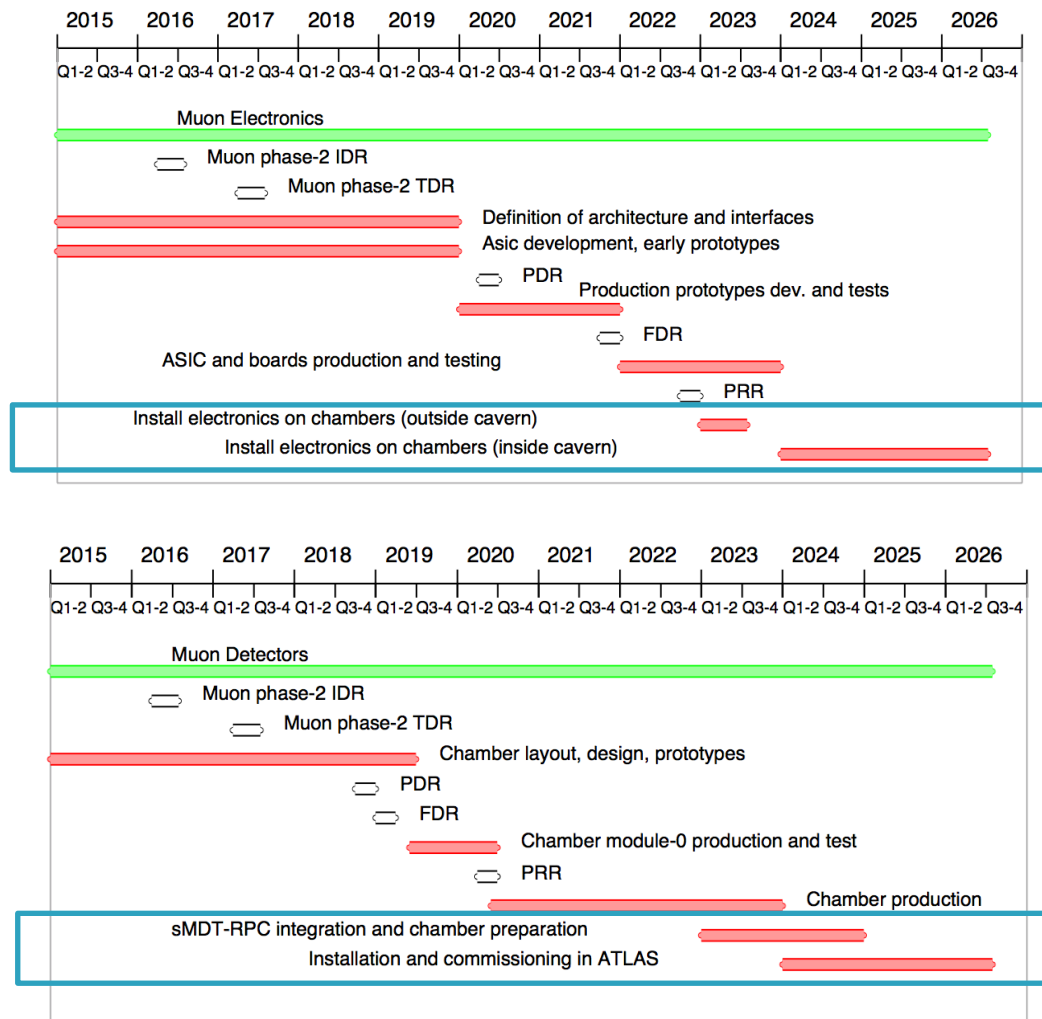 2015 2016 2017 2018 2019 2020 2021 2022 2023 2024 2025 2026
Q1-2 Q3-4 Q1-2 Q3-4 Q1-2 Q3-4 Q1-2 Q3-4 Q1-2 Q3-4 Q1-2 Q3-4 Q1-2 Q3-4 Q1-2 Q3-4 Q1-2 Q3-4 Q1-2 Q3-4 Q1-2 Q3-4 Q1-2 Q3-4
Muon Electronics
Muon phase-2 IDR
Muon phase-2 TDR
Definition of architecture and interfaces
Asic development, early prototypes
PDR
Production prototypes dev. and tests
FDR
ASIC and boards production and testing
PRR
Install electronics on chambers (outside cavern)
Install electronics on chambers (inside cavern)
2015 2016 2017 2018 2019 2020 2021 2022 2023 2024 2025 2026
Q1-2 Q3-4 Q1-2 Q3-4 Q1-2 Q3-4 Q1-2 Q3-4 Q1-2 Q3-4 Q1-2 Q3-4 Q1-2 Q3-4 Q1-2 Q3-4 Q1-2 Q3-4 Q1-2 Q3-4 Q1-2 Q3-4 Q1-2 Q3-4
Muon Detectors
Muon phase-2 IDR
Muon phase-2 TDR
Chamber layout, design, prototypes
PDR
FDR
Chamber module-0 production and test
PRR
Chamber production
sMDT-RPC integration and chamber preparation
Installation and commissioning in ATLAS